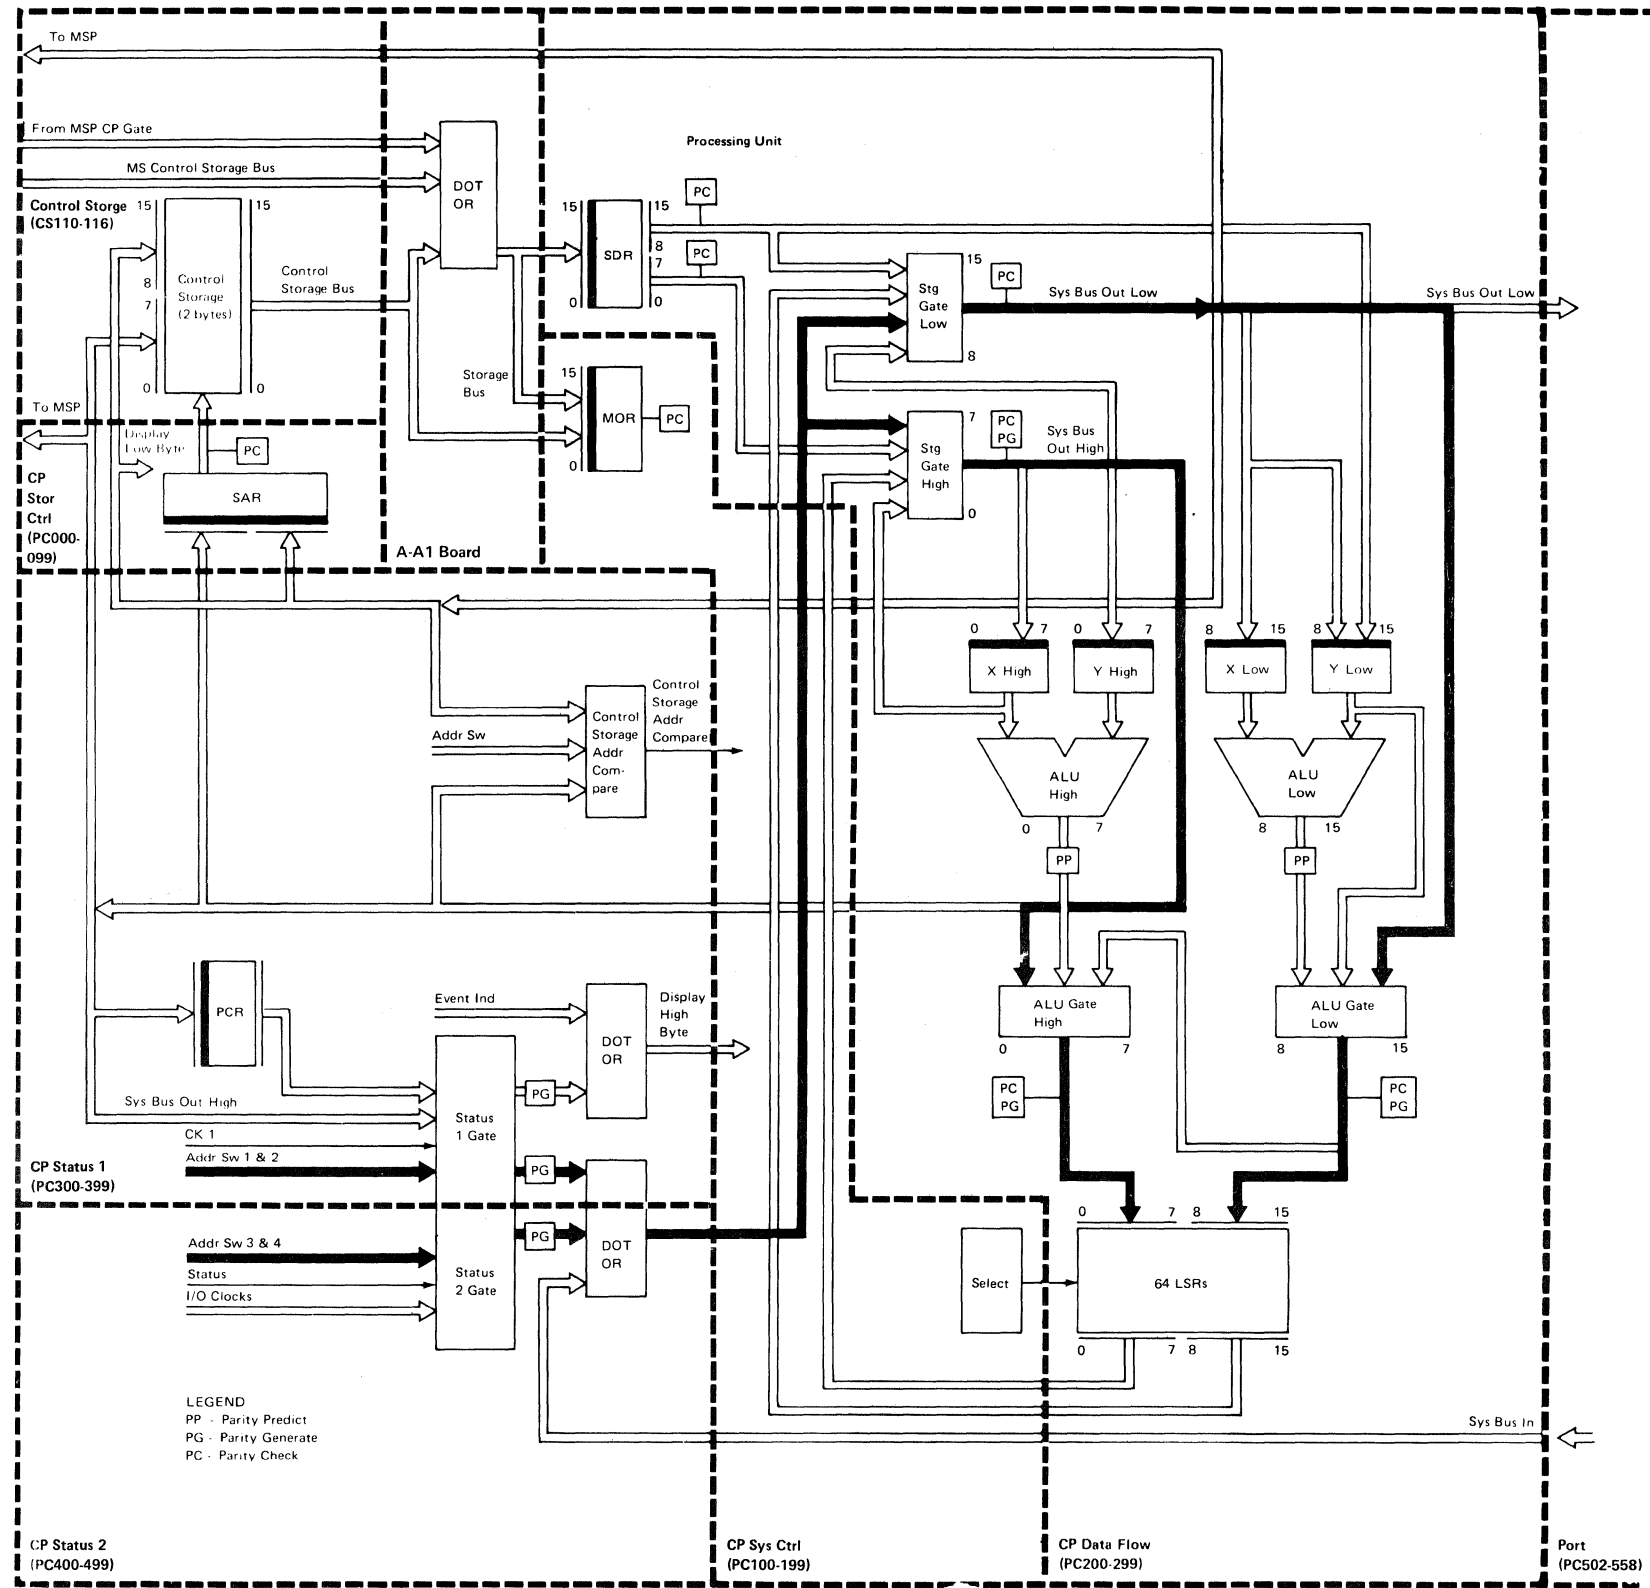 To MSP
From MSP CP Gate
MS Control Storage Bus
Control Storge
(CS110-116)
15
15
8
7
0
0
Control
Storage
(2 bytes)
Control
Storage Bus
DOT
OR
Processing Unit
PC
15
15
8
7
0
0
SDR
PC
Stg
Gate
Low
15
8
PC
Sys Bus Out Low
Sys Bus Out Low
Storage
Bus
15
0
MOR
PC
To MSP
Display
Low Byte
PC
SAR
CP
Stor
Ctrl
(PC000-
099)
A-A1 Board
Stg
Gate
High
7
0
PC
PG
Sys Bus
Out High
0
7
0
7
8
15
8
15
X High
Y High
X Low
Y Low
Control
Storage
Addr
Compare
Control
Storage
Addr
Com-
pare
Addr Sw
ALU
High
ALU
Low
0
7
8
15
PP
PP
PCR
Event Ind
DOT
OR
Display
High
Byte
ALU Gate
High
ALU Gate
Low
0
7
8
15
PC
PG
PC
PG
PG
Sys Bus Out High
Status
1 Gate
CK 1
Addr Sw 1 & 2
PG
CP Status 1
(PC300-399)
PG
DOT
OR
Addr Sw 3 & 4
Status
I/O Clocks
Status
2 Gate
Select
0
7
8
15
64 LSRs
0
7
8
15
LEGEND
PP - Parity Predict
PG - Parity Generate
PC - Parity Check
Sys Bus In
CP Status 2
(PC400-499)
CP Sys Ctrl
(PC100-199)
CP Data Flow
(PC200-299)
Port
(PC502-558)